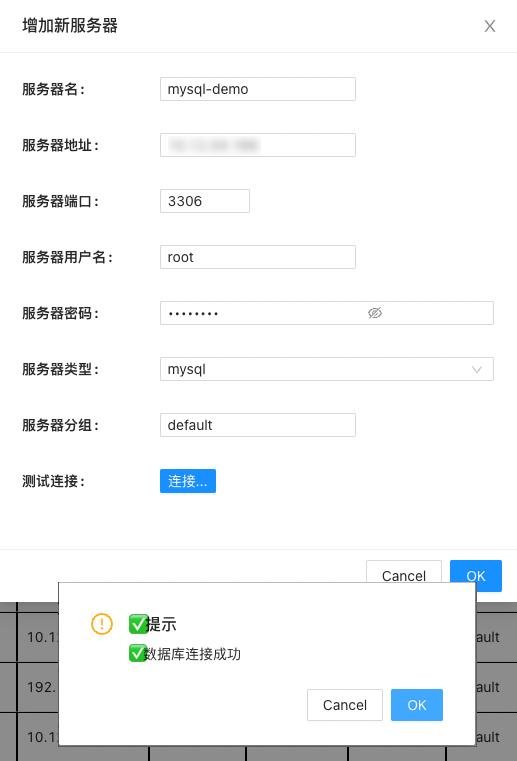 增加新服务器
服务器名：
mysql-demo
服务器地址：
服务器端口：
3306
服务器用户名：
root
服务器密码：
••••••••
服务器类型：
mysql
服务器分组：
default
测试连接：
连接...
Cancel
OK
✅提示
✅数据库连接成功
Cancel
OK
10.1
ault
192.
ault
10.1
ault